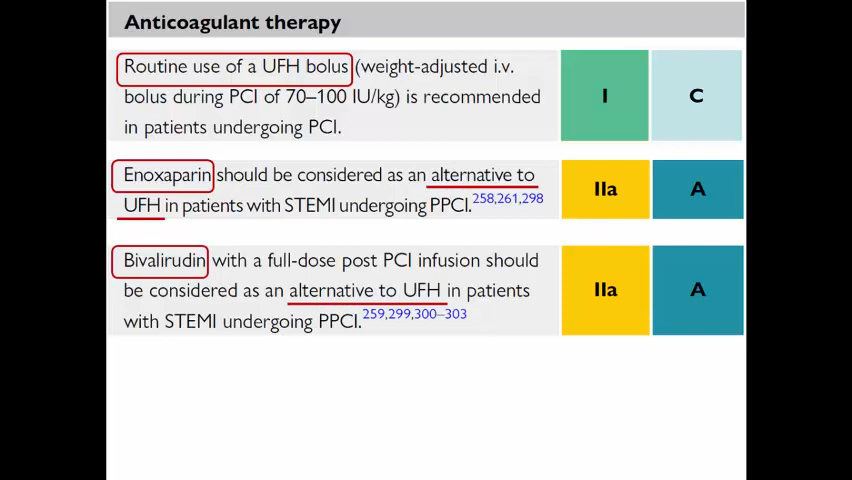 Anticoagulant therapy
Routine use of a UFH bolus (weight-adjusted i.v.
bolus during PCI of 70–100 IU/kg) is recommended
in patients undergoing PCI.
I
C
Enoxaparin should be considered as an alternative to
UFH in patients with STEMI undergoing PPCI.258,261,298
IIa
A
Bivalirudin with a full-dose post PCI infusion should
be considered as an alternative to UFH in patients
with STEMI undergoing PPCI.259,299,300–303
IIa
A